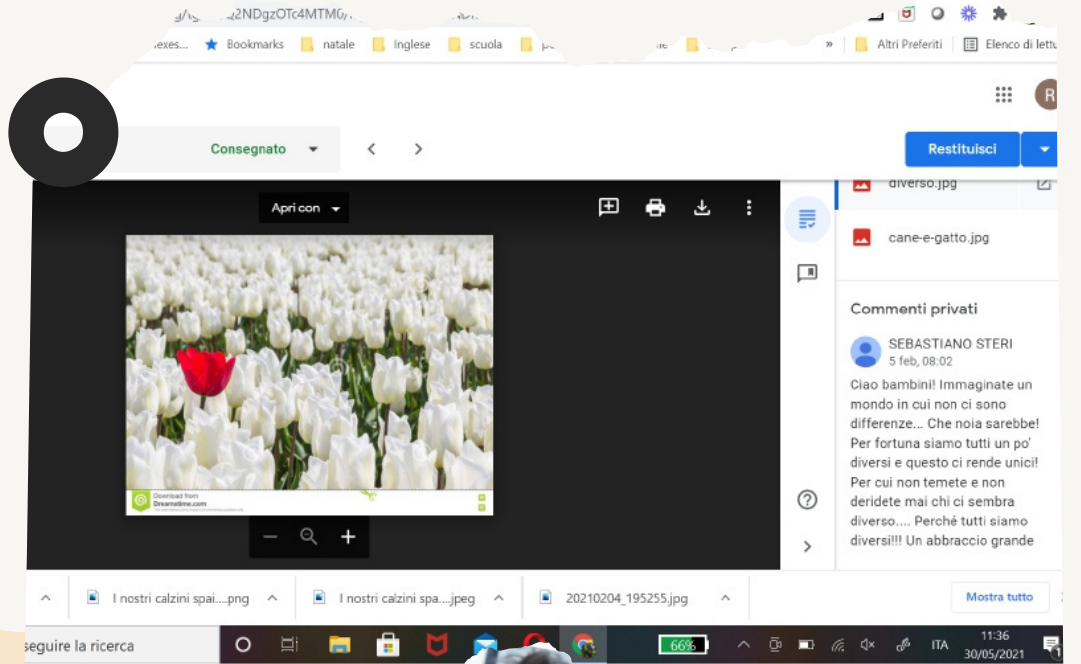 Bookmarks natale Inglese scuola » Altri Preferiti Elenco di
R
Consegnato Restituisci
Apri con diverso.jpg
cane-e-gatto.jpg
Commenti privati
SEBASTIANO STERI
5 feb, 08:02
Ciao bambini! Immaginate un
mondo in cui non ci sono
differenze... Che noia sarebbe!
Per fortuna siamo tutti un po'
diversi e questo ci rende unici!
Per cui non temete e non
deridete mai chi ci sembra
diverso.... Perché tutti siamo
diversi!!! Un abbraccio grande
Download from
Dreamstime.com
I nostri calzini spai....png I nostri calzini spa....jpeg 20210204_195255.jpg Mostra tutto
seguire la ricerca 66% ITA 11:36
30/05/2021